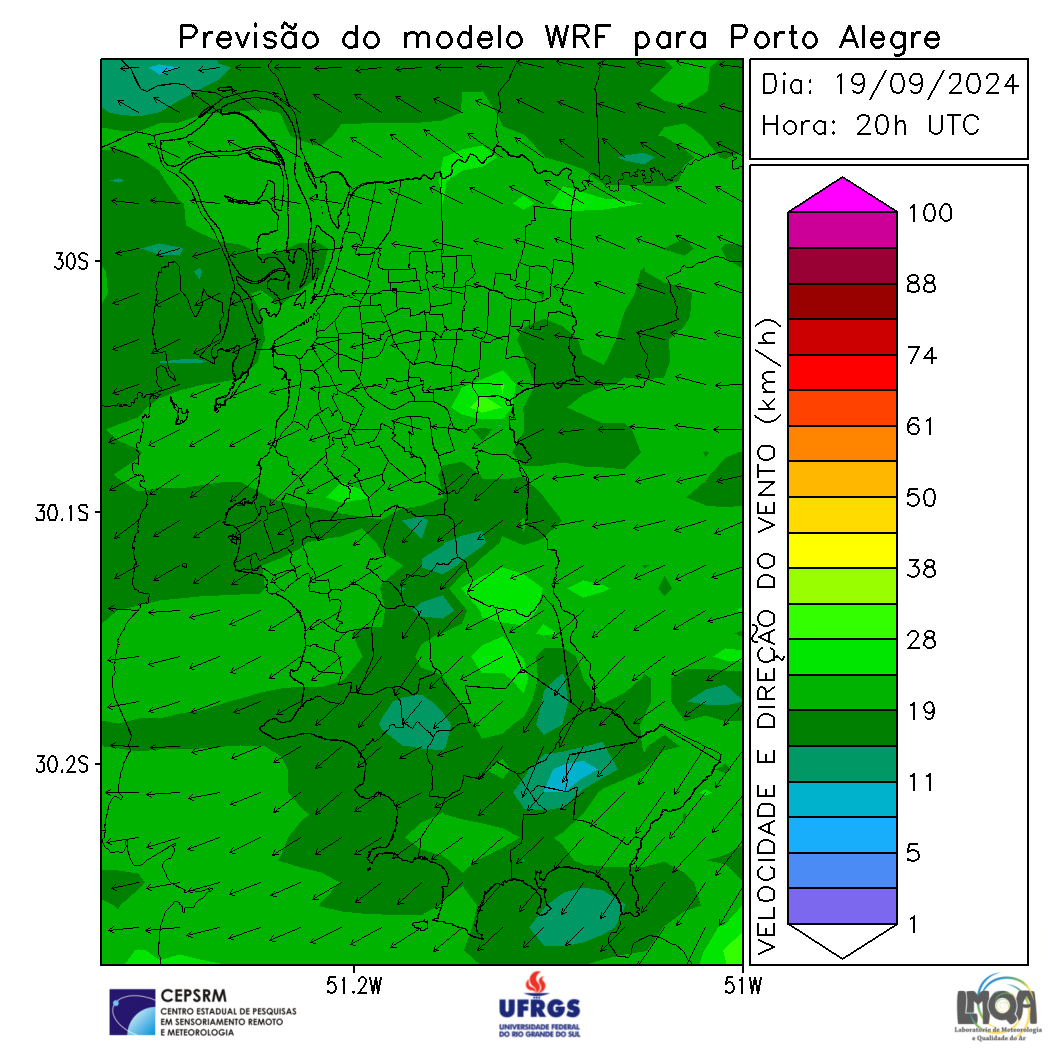 Previsão do modelo WRF para Porto Alegre
Dia: 19/09/2024
Hora: 20h UTC
30S
30.1S
30.2S
51.2W
51W
VELOCIDADE E DIREÇÃO DO VENTO (km/h)
100
88
74
61
50
38
28
19
11
5
1
CEPSRM
CENTRO ESTADUAL DE PESQUISAS
EM SENSORIAMENTO REMOTO
E METEOROLOGIA
UFRGS
UNIVERSIDADE FEDERAL
DO RIO GRANDE DO SUL
LMQA
Laboratório de Meteorologia
e Qualidade do Ar